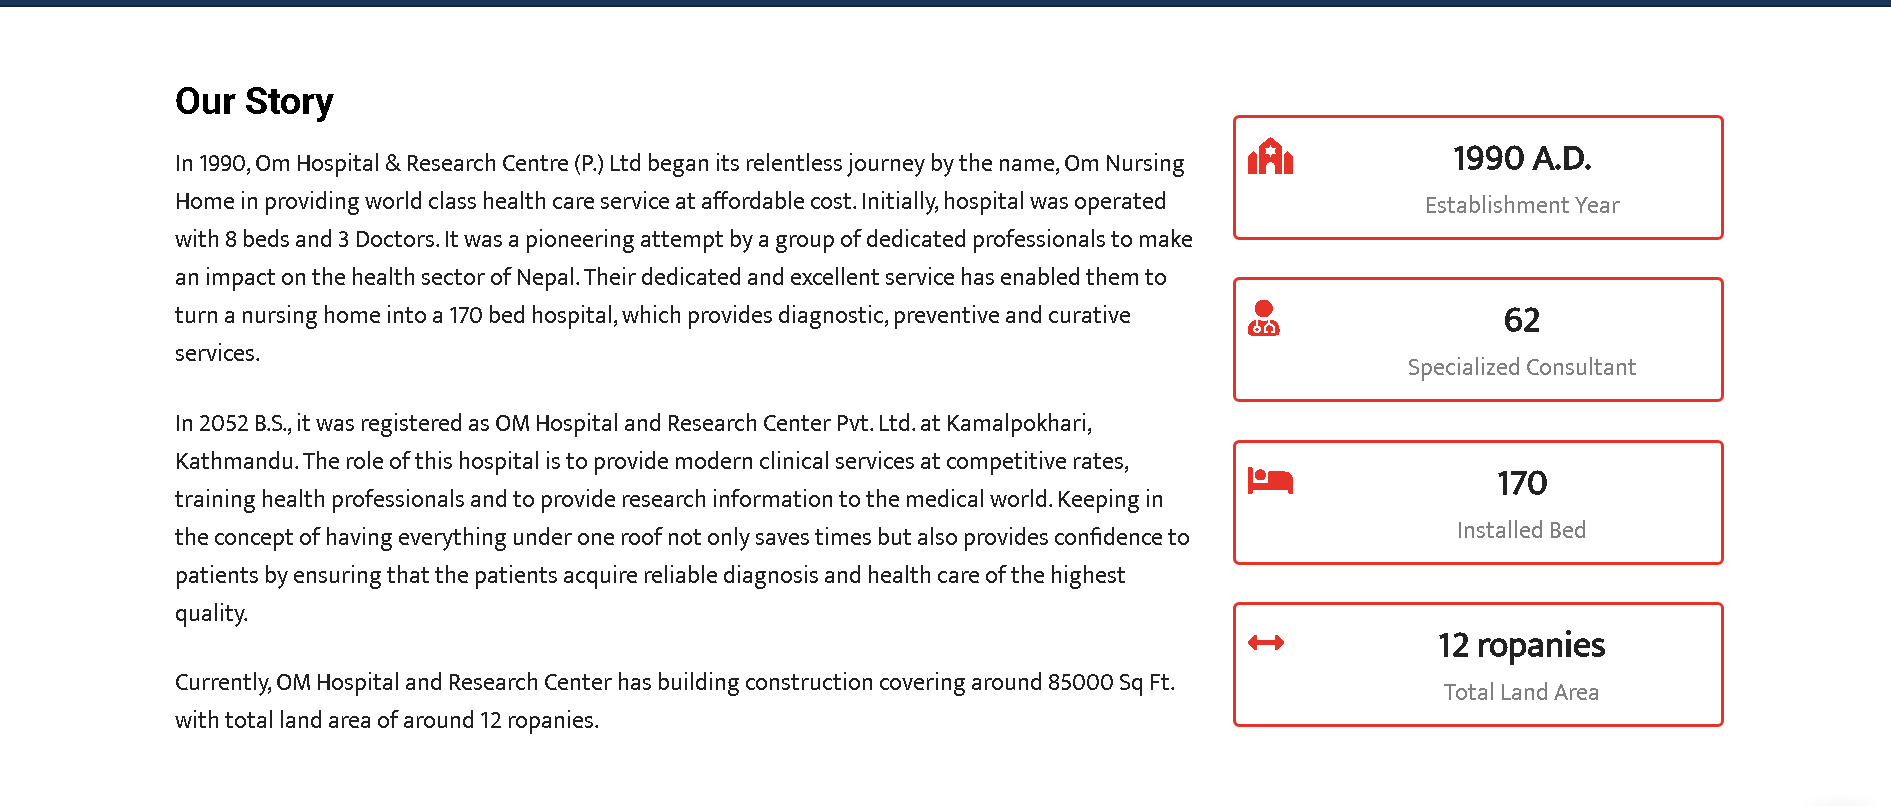 Our Story
In 1990, Om Hospital & Research Centre (P.) Ltd began its relentless journey by the name, Om Nursing
Home in providing world class health care service at affordable cost. Initially, hospital was operated
with 8 beds and 3 Doctors. It was a pioneering attempt by a group of dedicated professionals to make
an impact on the health sector of Nepal. Their dedicated and excellent service has enabled them to
turn a nursing home into a 170 bed hospital, which provides diagnostic, preventive and curative
services.
In 2052 B.S., it was registered as OM Hospital and Research Center Pvt. Ltd. at Kamalpokhari,
Kathmandu. The role of this hospital is to provide modern clinical services at competitive rates,
training health professionals and to provide research information to the medical world. Keeping in
the concept of having everything under one roof not only saves times but also provides confidence to
patients by ensuring that the patients acquire reliable diagnosis and health care of the highest
quality.
Currently, OM Hospital and Research Center has building construction covering around 85000 Sq Ft.
with total land area of around 12 ropanies.
1990 A.D.
Establishment Year
62
Specialized Consultant
170
Installed Bed
12 ropanies
Total Land Area